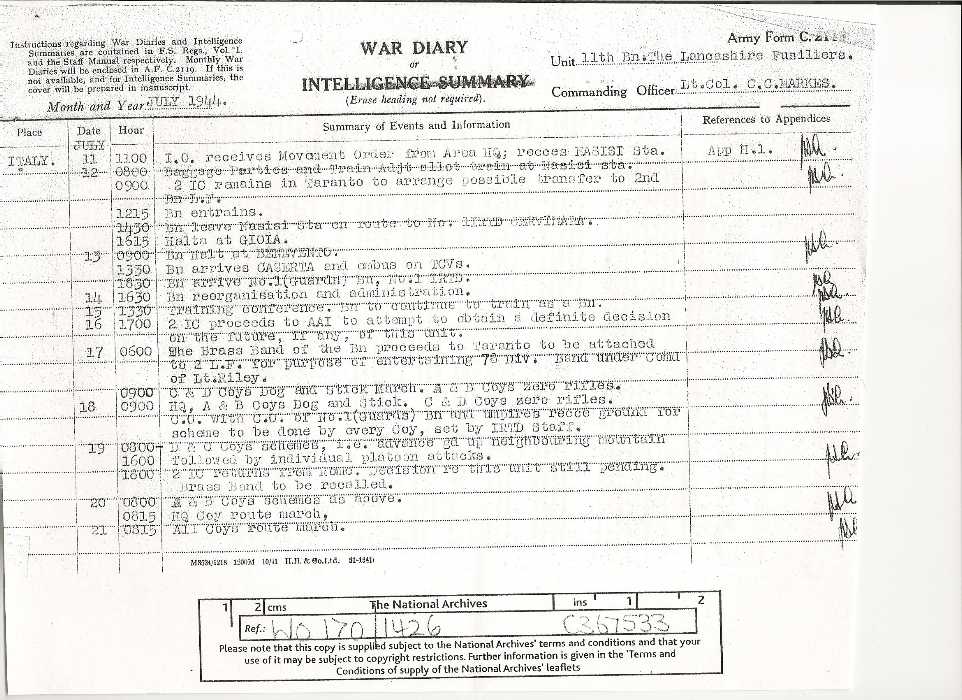 Instructions regarding War Diaries and Intelligence
Summaries are contained in F.S. Regs., Vol. I.
and the Staff Manual respectively. Monthly War
Diaries will be enclosed in A.F. C.2119. If this is
not available, and for Intelligence Summaries, the
cover will be prepared in manuscript.
Month and Year JULY 1944.
WAR DIARY
or
INTELLIGENCE SUMMARY
(Erase heading not required).
Army Form C.2118
Unit 11th Bn. The Lancashire Fusiliers.
Commanding Officer Lt.Col. C.C.MARKES.
Place Date Hour Summary of Events and Information References to Appendices
JULY
ITALY. 11 1100 I.O. receives Movement Order from Area HQ; recces NASISI Sta. App H.1.
12 0800 Baggage Parties and Train Adjt allot train at Nasisi sta.
0900 2 IC remains in Taranto to arrange possible transfer to 2nd
Bn L.F.
1215 Bn entrains.
1430 Bn leave Nasisi Sta en route to No. 1 IRTD CERVINARA.
1615 Halts at GIOIA.
13 0900 Bn Halt at BENEVENTO.
1330 Bn arrives CASERTA and embus on TCVs.
1830 Bn arrive No.1(Guards) Bn, No.1 IRTD.
14 1630 Bn reorganisation and administration.
15 1330 Training conference. Bn to continue to train as a Bn.
16 1700 2 IC proceeds to AAI to attempt to obtain a definite decision
on the future, if any, of this unit.
17 0600 The Brass Band of the Bn proceeds to Taranto to be attached
to 2 L.F. for purpose of entertaining 78 Div. Band under Comd
of Lt.Riley.
0900 C & D Coys Dog and Stick March. A & B Coys zero rifles.
18 0900 HQ, A & B Coys Dog and Stick. C & D Coys zero rifles.
C.O. with C.O. of No.1(Guards) Bn and umpires recce ground for
scheme to be done by every Coy, set by IRTD Staff.
19 0800- D & C Coys schemes, i.e. advance gd up neighbouring mountain
1600 followed by individual platoon attacks.
1800 2 IC returns from Rome. Decision re this unit still pending.
Brass Band to be recalled.
20 0800 A & B Coys schemes as above.
0815 HQ Coy route march.
21 0815 All Coys route march.
H.H. & Co.Ltd.
1 2 cms The National Archives ins 1 2
Ref.: WO 170 1426 C367533
Please note that this copy is supplied subject to the National Archives' terms and conditions and that your
use of it may be subject to copyright restrictions. Further information is given in the 'Terms and
Conditions of supply of the National Archives' leaflets